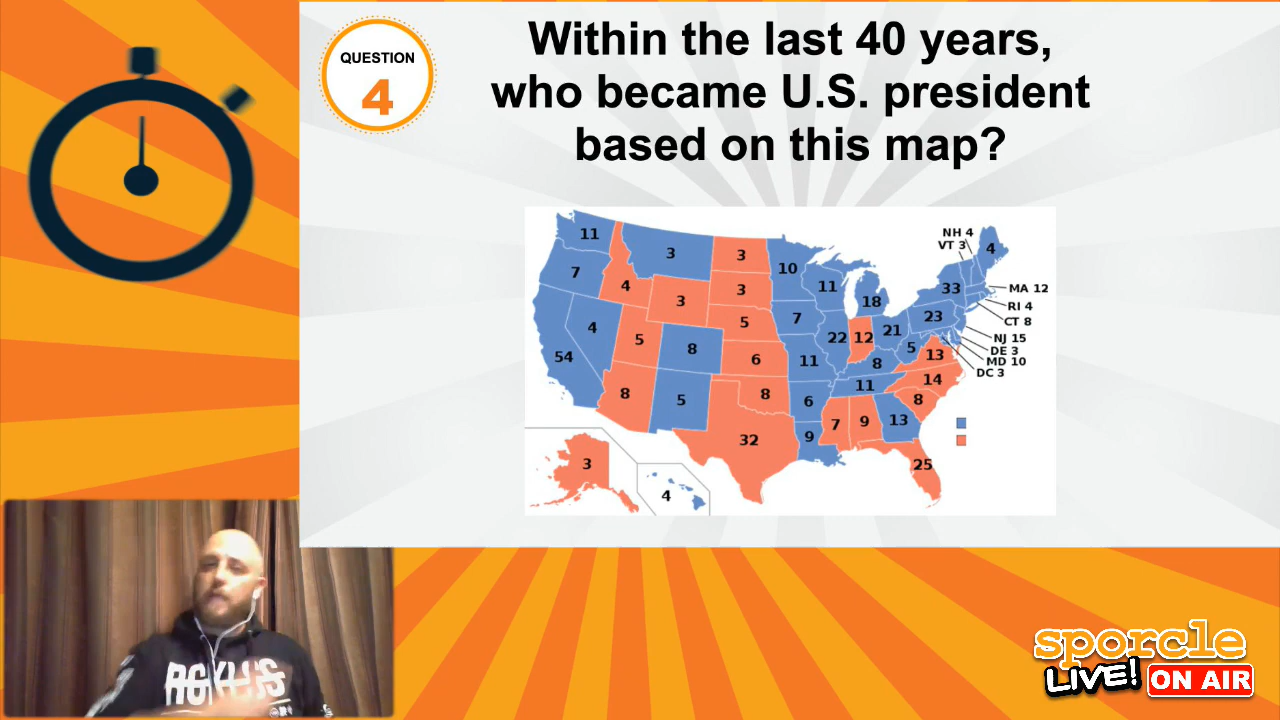 QUESTION
4
Within the last 40 years,
who became U.S. president
based on this map?
NH 4
VT 3
4
11
3
3
10
7
4
3
3
11
18
33
MA 12
RI 4
CT 8
NJ 15
DE 3
MD 10
DC 3
4
5
8
5
6
7
22
12
21
23
5
13
54
11
8
8
5
8
6
11
14
8
32
9
7
9
13
25
3
4
sporcle
LIVE!
ON AIR